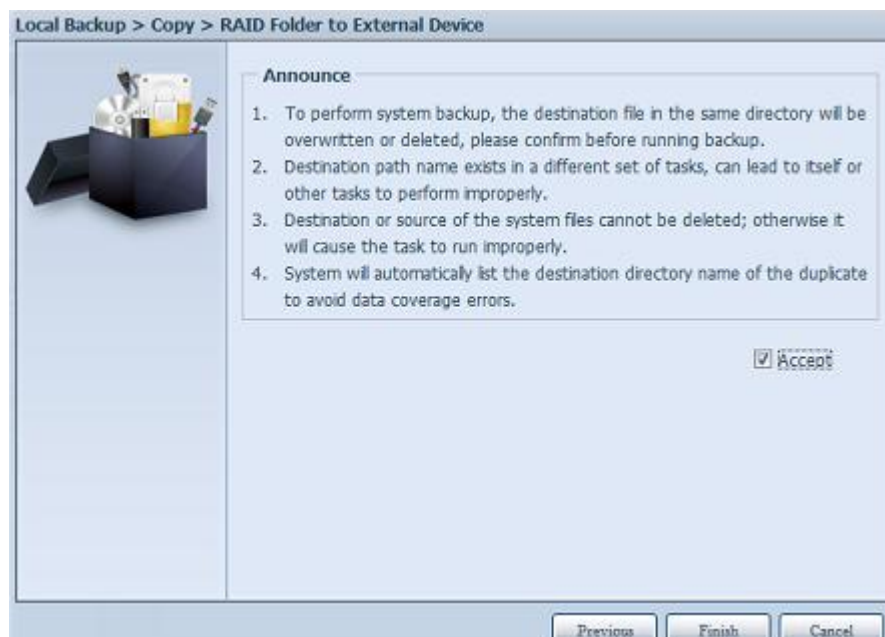 Local Backup > Copy > RAID Folder to External Device
Announce
1. To perform system backup, the destination file in the same directory will be
overwritten or deleted, please confirm before running backup.
2. Destination path name exists in a different set of tasks, can lead to itself or
other tasks to perform improperly.
3. Destination or source of the system files cannot be deleted; otherwise it
will cause the task to run improperly.
4. System will automatically list the destination directory name of the duplicate
to avoid data coverage errors.
Accept
Previous Finish Cancel